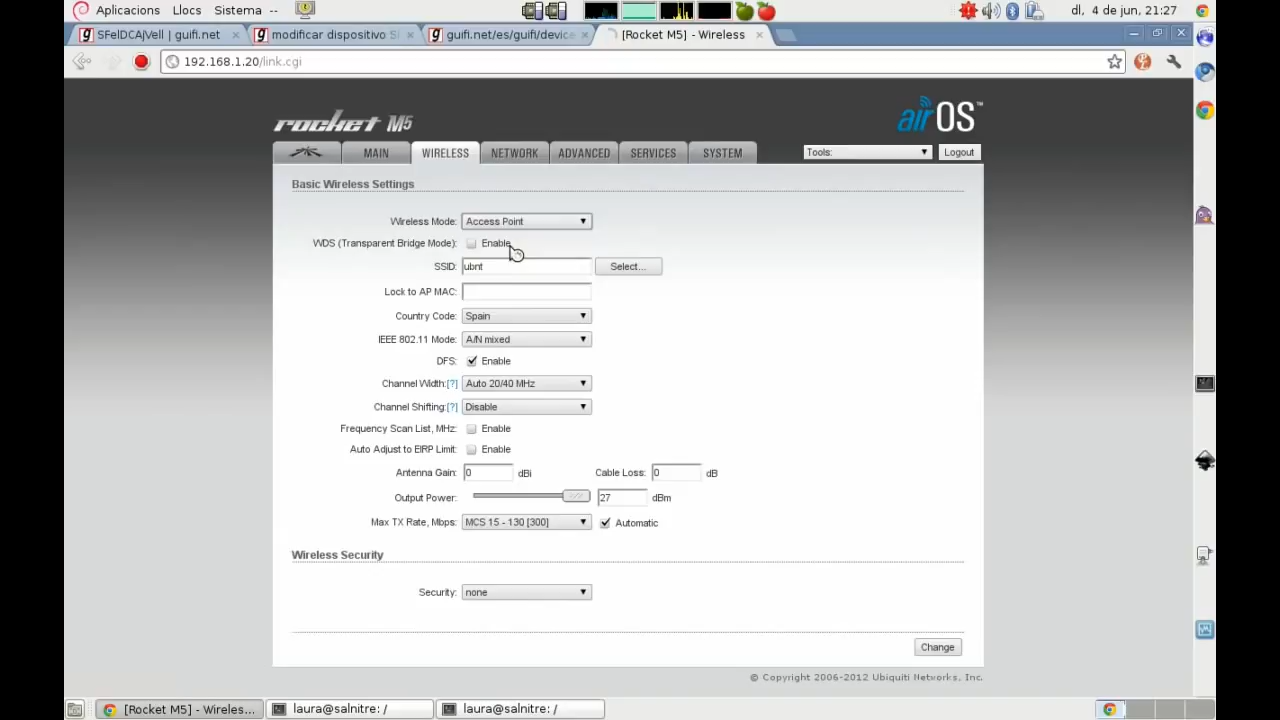 Aplicacions Llocs Sistema -- dl, 4 de jun, 21:27
g SFeIDCAjVell | guifi.net g modificar dispositivo S g guifi.net/es/guifi/device [Rocket M5] - Wireless
192.168.1.20/link.cgi
rocket M5 airOS™
MAIN WIRELESS NETWORK ADVANCED SERVICES SYSTEM Tools: Logout
Basic Wireless Settings
Wireless Mode: Access Point
WDS (Transparent Bridge Mode): Enable
SSID: ubnt Select...
Lock to AP MAC:
Country Code: Spain
IEEE 802.11 Mode: A/N mixed
DFS: Enable
Channel Width:[?] Auto 20/40 MHz
Channel Shifting:[?] Disable
Frequency Scan List, MHz: Enable
Auto Adjust to EIRP Limit: Enable
Antenna Gain: 0 dBi Cable Loss: 0 dB
Output Power: 27 dBm
Max TX Rate, Mbps: MCS 15 - 130 [300] Automatic
Wireless Security
Security: none
Change
© Copyright 2006-2012 Ubiquiti Networks, Inc.
[Rocket M5] - Wireles... laura@salnitre: / laura@salnitre: /